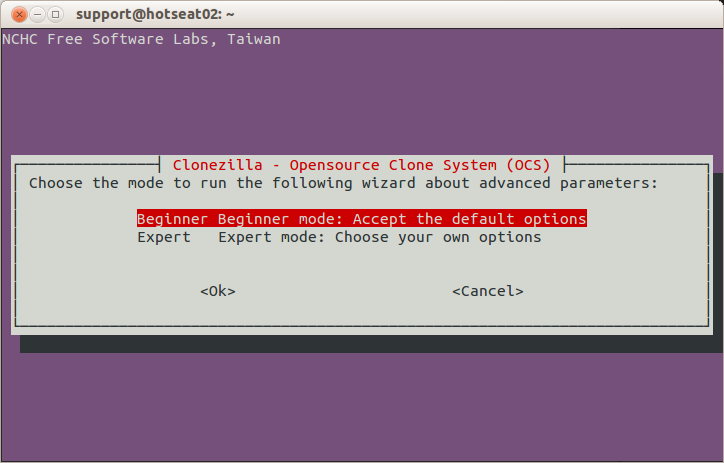 support@hotseat02: ~
NCHC Free Software Labs, Taiwan
Clonezilla - Opensource Clone System (OCS)
Choose the mode to run the following wizard about advanced parameters:
Beginner Beginner mode: Accept the default options
Expert   Expert mode: Choose your own options
<Ok> <Cancel>